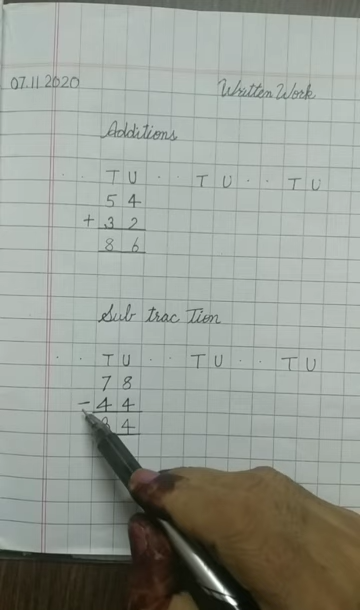 07.11.2020 Written Work
Additions
T U T U T U
5 4
+ 3 2
8 6
Sub trac Tion
T U T U T U
7 8
- 4 4
3 4